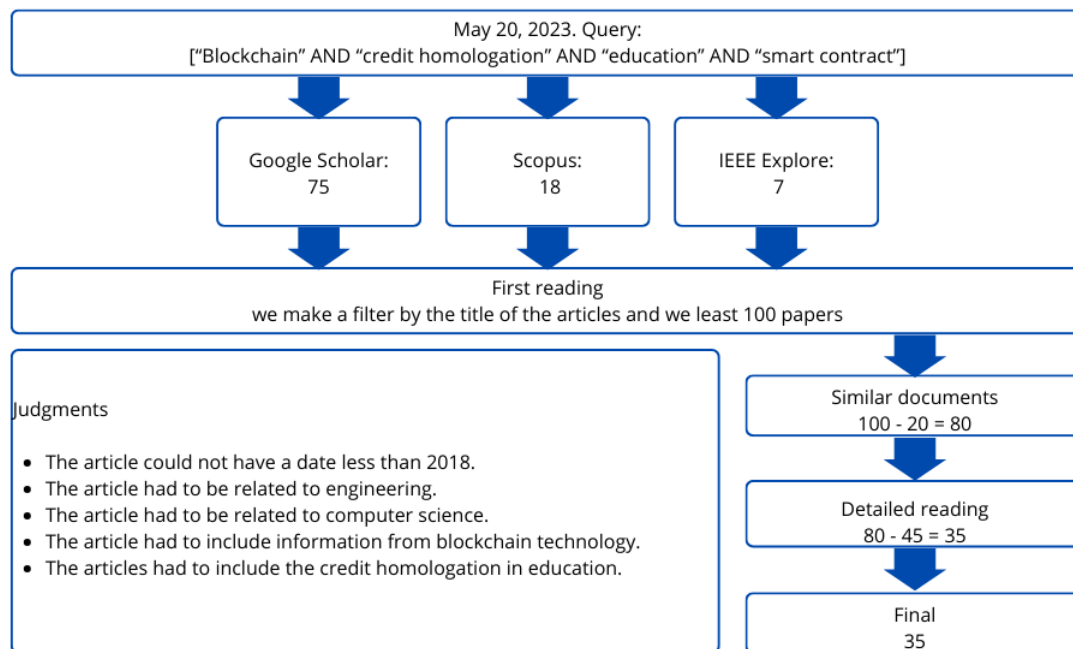 May 20, 2023. Query:
[“Blockchain” AND “credit homologation” AND “education” AND “smart contract”]
Google Scholar:
75
Scopus:
18
IEEE Explore:
7
First reading
we make a filter by the title of the articles and we least 100 papers
Judgments
• The article could not have a date less than 2018.
• The article had to be related to engineering.
• The article had to be related to computer science.
• The article had to include information from blockchain technology.
• The articles had to include the credit homologation in education.
Similar documents
100 - 20 = 80
Detailed reading
80 - 45 = 35
Final
35